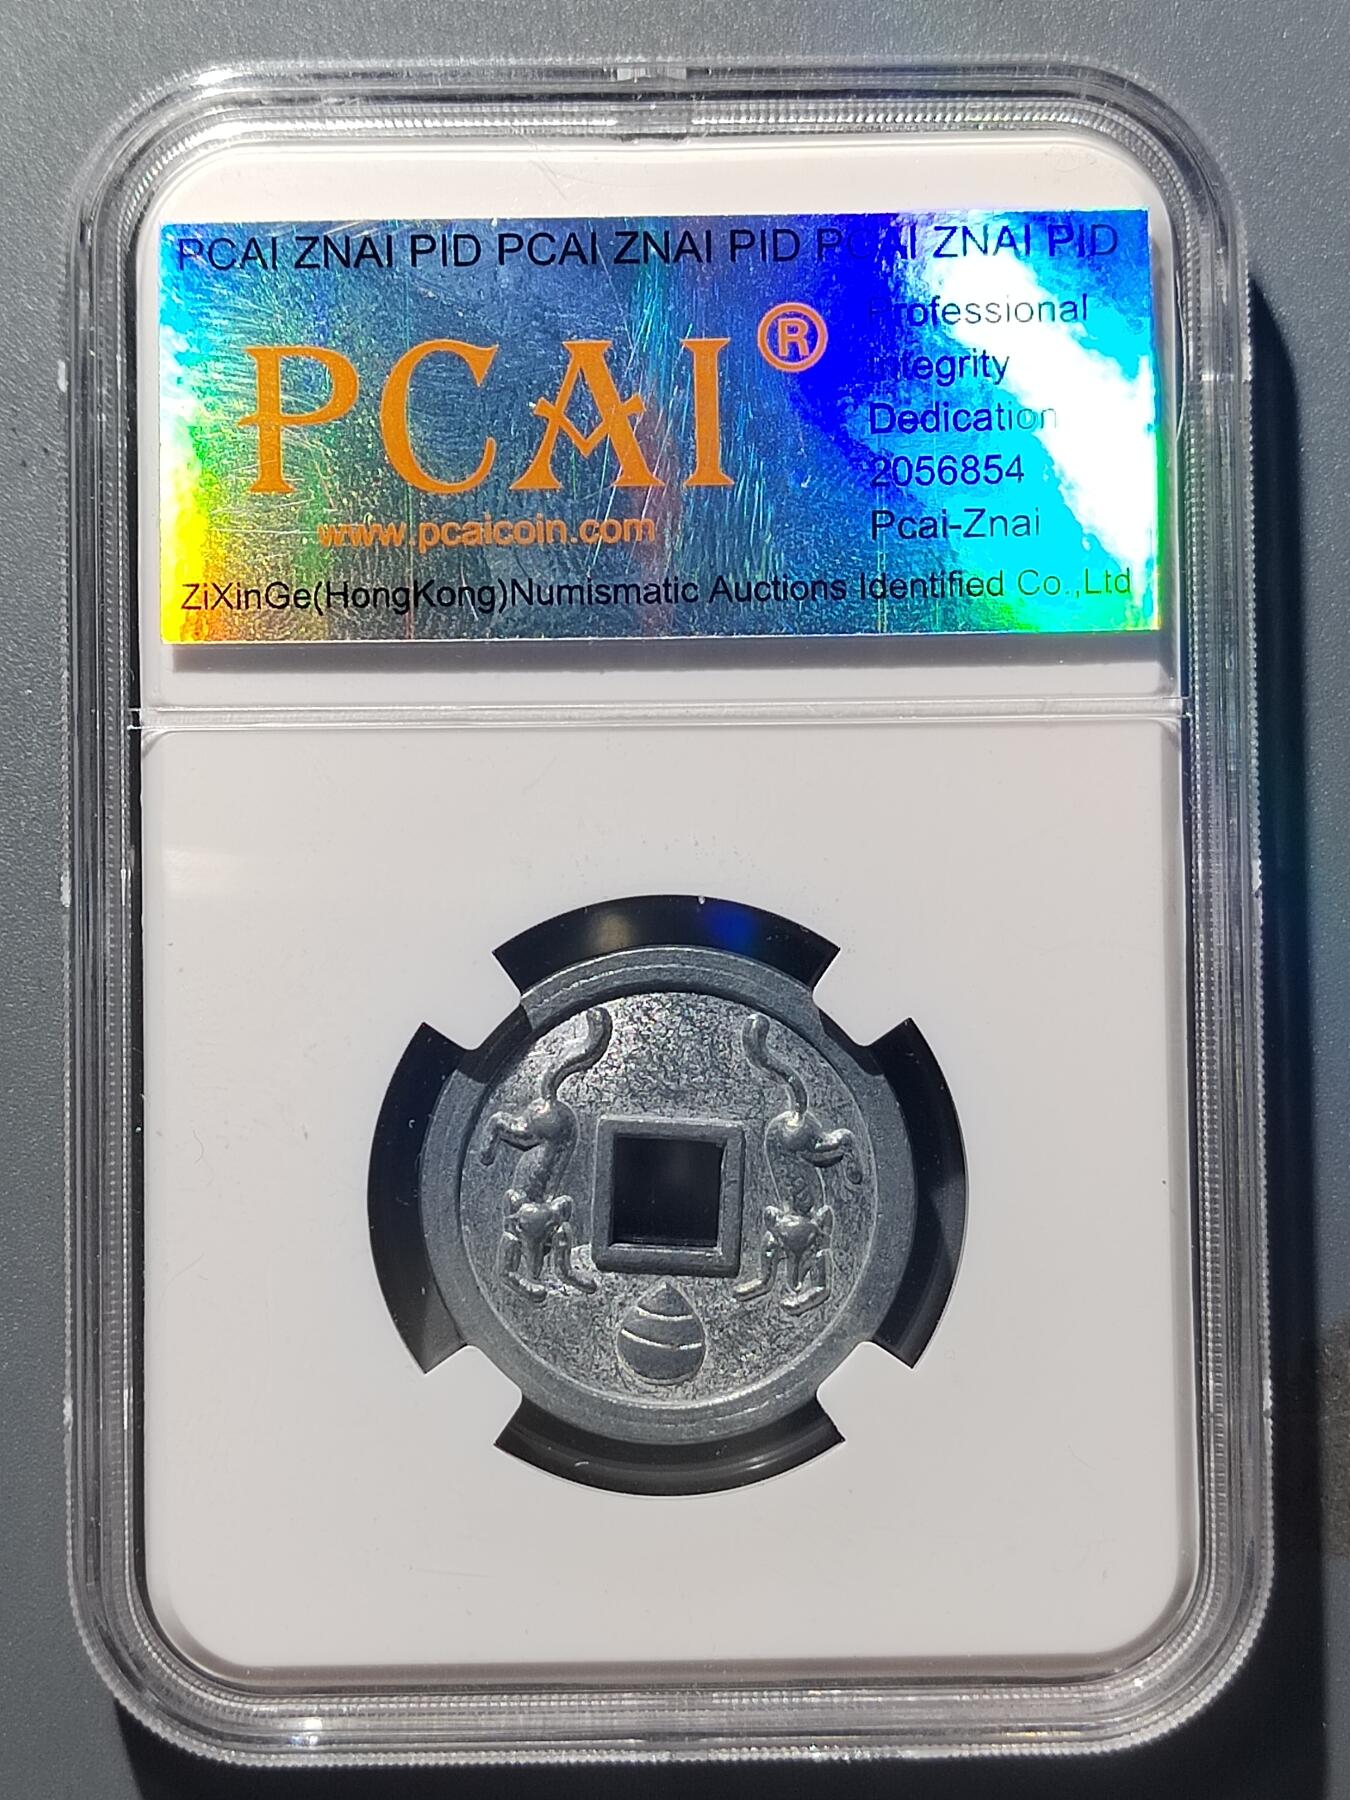 PCAI ZNAI PID PCAI ZNAI PID PCAI ZNAI PID
PCAI®
www.pcaicoin.com
Professional
Integrity
Dedication
2056854
Pcai-Znai
ZiXinGe(HongKong)Numismatic Auctions Identified Co.,Ltd